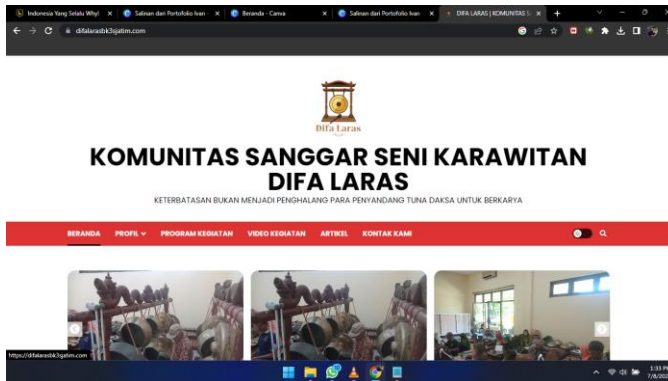 Indonesia Yang Selalu Why! Salinan dari Portofolio Ivan Beranda - Canva Salinan dari Portofolio Ivan DIFA LARAS | KOMUNITAS S
difalarasbk3sjatim.com
Difa Laras
KOMUNITAS SANGGAR SENI KARAWITAN
DIFA LARAS
KETERBATASAN BUKAN MENJADI PENGHALANG PARA PENYANDANG TUNA DAKSA UNTUK BERKARYA
BERANDA PROFIL PROGRAM KEGIATAN VIDEO KEGIATAN ARTIKEL KONTAK KAMI
https://difalarasbk3sjatim.com